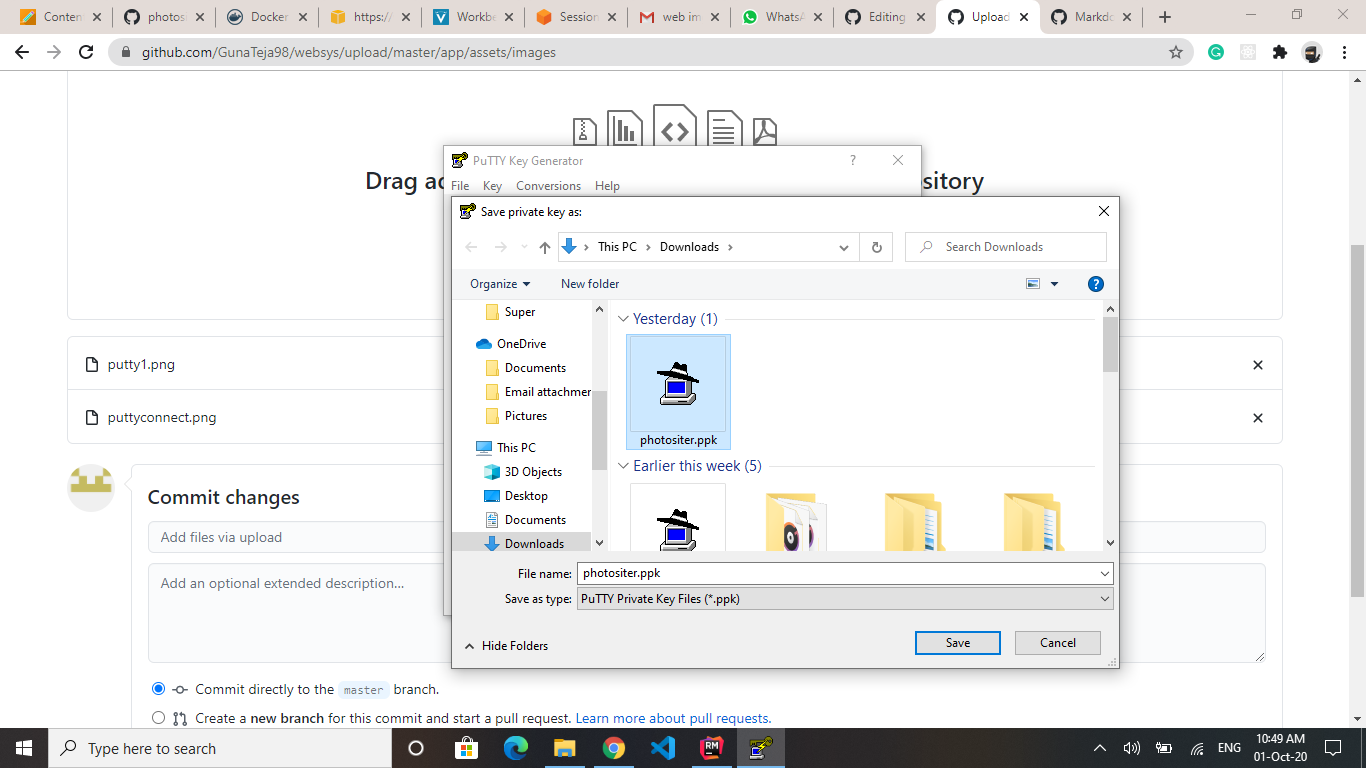 Content
photos
Docker
https://
Workbe
Session
web im
WhatsA
Editing
Upload
Markdo
github.com/GunaTeja98/websys/upload/master/app/assets/images
Drag ad
sitory
PuTTY Key Generator
?
File Key Conversions Help
Save private key as:
This PC > Downloads >
Search Downloads
Organize
New folder
Super
OneDrive
Documents
Email attachmer
Pictures
This PC
3D Objects
Desktop
Documents
Downloads
Yesterday (1)
photositer.ppk
Earlier this week (5)
File name: photositer.ppk
Save as type: PuTTY Private Key Files (*.ppk)
Hide Folders
Save
Cancel
putty1.png
puttyconnect.png
Commit changes
Add files via upload
Add an optional extended description...
Commit directly to the master branch.
Create a new branch for this commit and start a pull request. Learn more about pull requests.
Type here to search
RM
ENG
10:49 AM
01-Oct-20